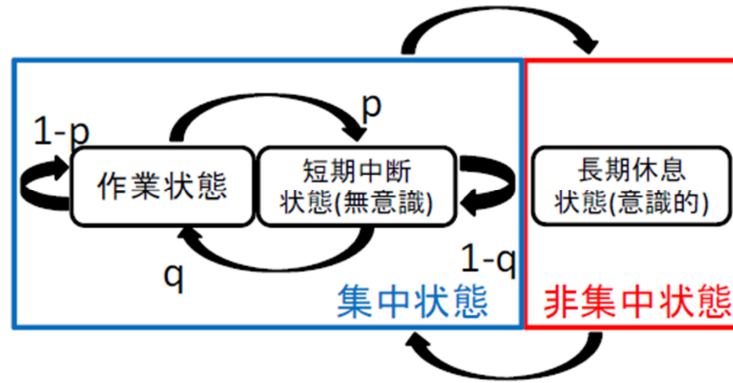 p
1-p
作業状態
短期中断
状態(無意識)
長期休息
状態(意識的)
q
1-q
集中状態
非集中状態